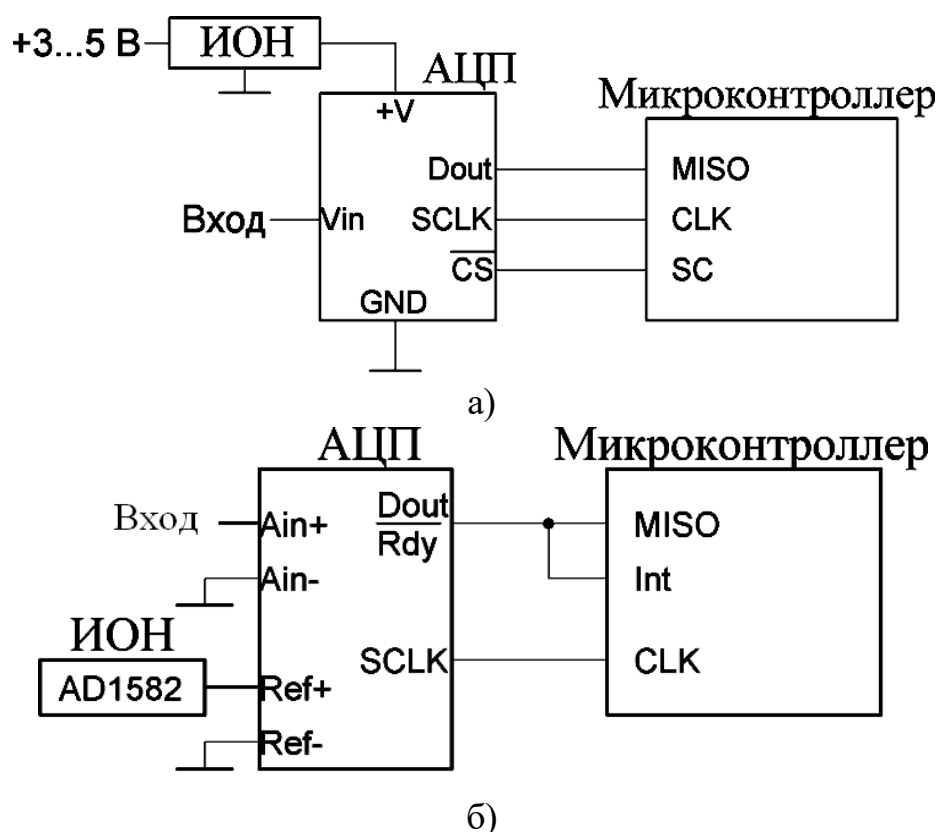 +3...5 В ИОН
АЦП
Микроконтроллер
+V
Dout MISO
Вход Vin SCLK CLK
CS SC
GND
а)
АЦП Микроконтроллер
Вход Ain+ Dout MISO
Rdy
Ain- Int
ИОН
SCLK CLK
AD1582 Ref+
Ref-
б)